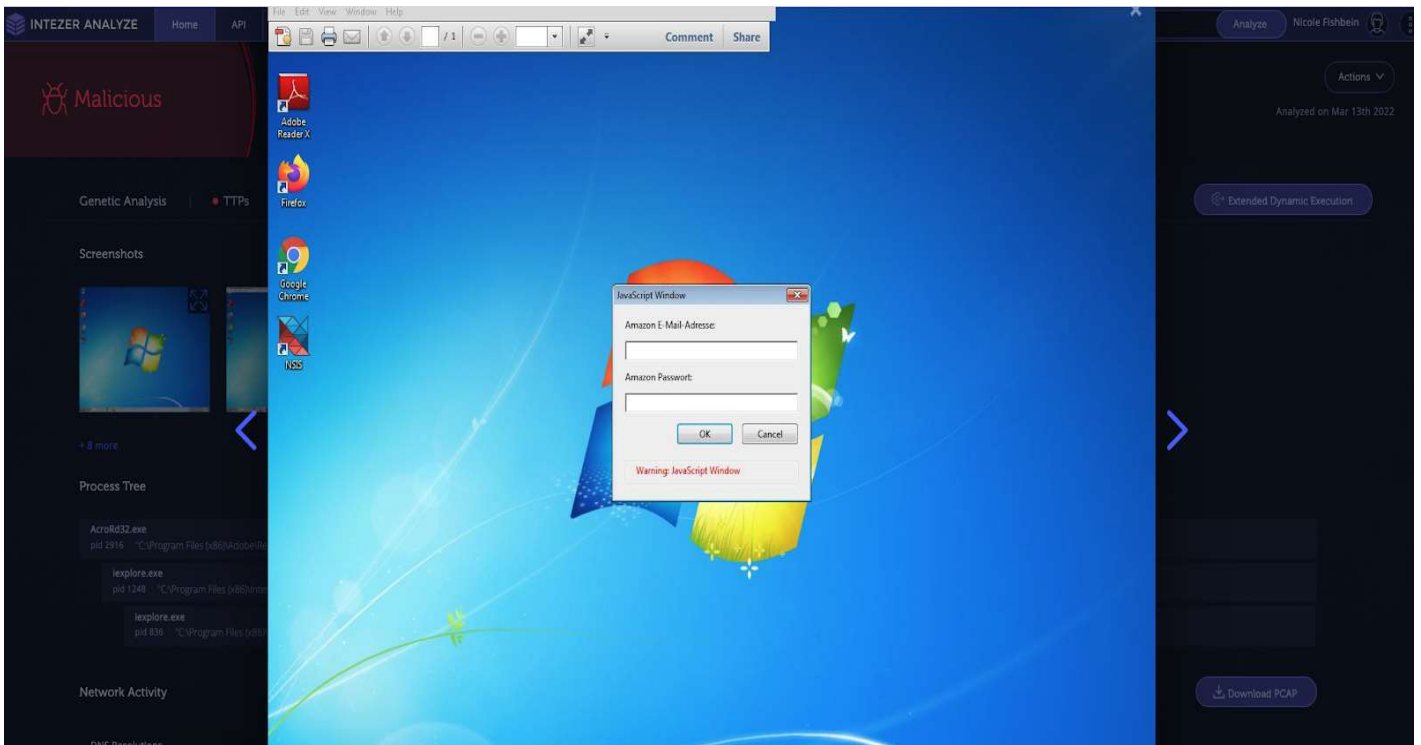 INTEZER ANALYZE Home API
File Edit View Window Help
/ 1 Comment Share
Analyze Nicole Fishbein
Malicious
Actions
Analyzed on Mar 13th 2022
Adobe
Reader X
Firefox
Google
Chrome
NSIS
Genetic Analysis TTPs
Extended Dynamic Execution
Screenshots
JavaScript Window
Amazon E-Mail-Adresse:
Amazon Passwort:
OK Cancel
Warning: JavaScript Window
+ 8 more
Process Tree
AcroRd32.exe
pid 2916 "C:\Program Files (x86)\Adobe\Re
iexplore.exe
pid 1248 "C:\Program Files (x86)\Inte
iexplore.exe
pid 836 "C:\Program Files (x86)
Network Activity
Download PCAP
DNS Resolutions